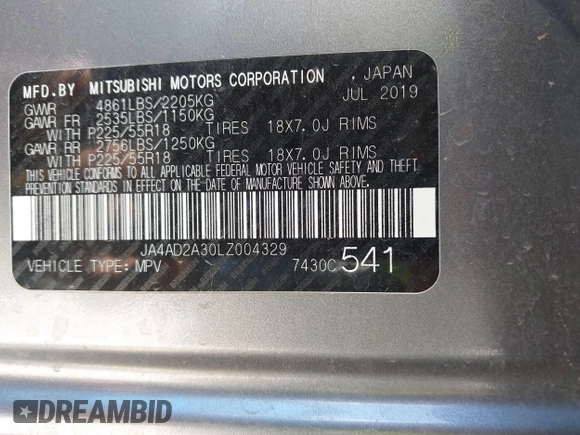 MFD.BY MITSUBISHI MOTORS CORPORATION , JAPAN
GVWR 4861LBS/2205KG JUL 2019
GAWR FR 2535LBS/1150KG
WITH P225/55R18 TIRES 18X7.0J RIMS
GAWR RR 2756LBS/1250KG
WITH P225/55R18 TIRES 18X7.0J RIMS
THIS VEHICLE CONFORMS TO ALL APPLICABLE FEDERAL MOTOR VEHICLE SAFETY AND THEFT
PREVENTION STANDARDS IN EFFECT ON THE DATE OF MANUFACTURE SHOWN ABOVE.
JA4AD2A30LZ004329
VEHICLE TYPE: MPV 7430C 541
DREAMBID